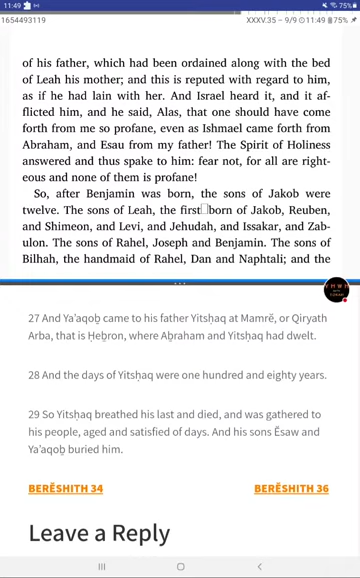 11:49
75%
1654493119
XXXV.35 – 9/9 11:49 75%
of his father, which had been ordained along with the bed
of Leah his mother; and this is reputed with regard to him,
as if he had lain with her. And Israel heard it, and it af-
flicted him, and he said, Alas, that one should have come
forth from me so profane, even as Ishmael came forth from
Abraham, and Esau from my father! The Spirit of Holiness
answered and thus spake to him: fear not, for all are right-
eous and none of them is profane!
So, after Benjamin was born, the sons of Jakob were
twelve. The sons of Leah, the first born of Jakob, Reuben,
and Shimeon, and Levi, and Jehudah, and Issakar, and Zab-
ulon. The sons of Rahel, Joseph and Benjamin. The sons of
Bilhah, the handmaid of Rahel, Dan and Naphtali; and the
27 And Ya’aqoḇ came to his father Yitsḥaq at Mamrĕ, or Qiryath
Arba, that is Ḥeḇron, where Aḇraham and Yitsḥaq had dwelt.
28 And the days of Yitsḥaq were one hundred and eighty years.
29 So Yitsḥaq breathed his last and died, and was gathered to
his people, aged and satisfied of days. And his sons Ĕsaw and
Ya’aqoḇ buried him.
BERĔSHITH 34
BERĔSHITH 36
Leave a Reply